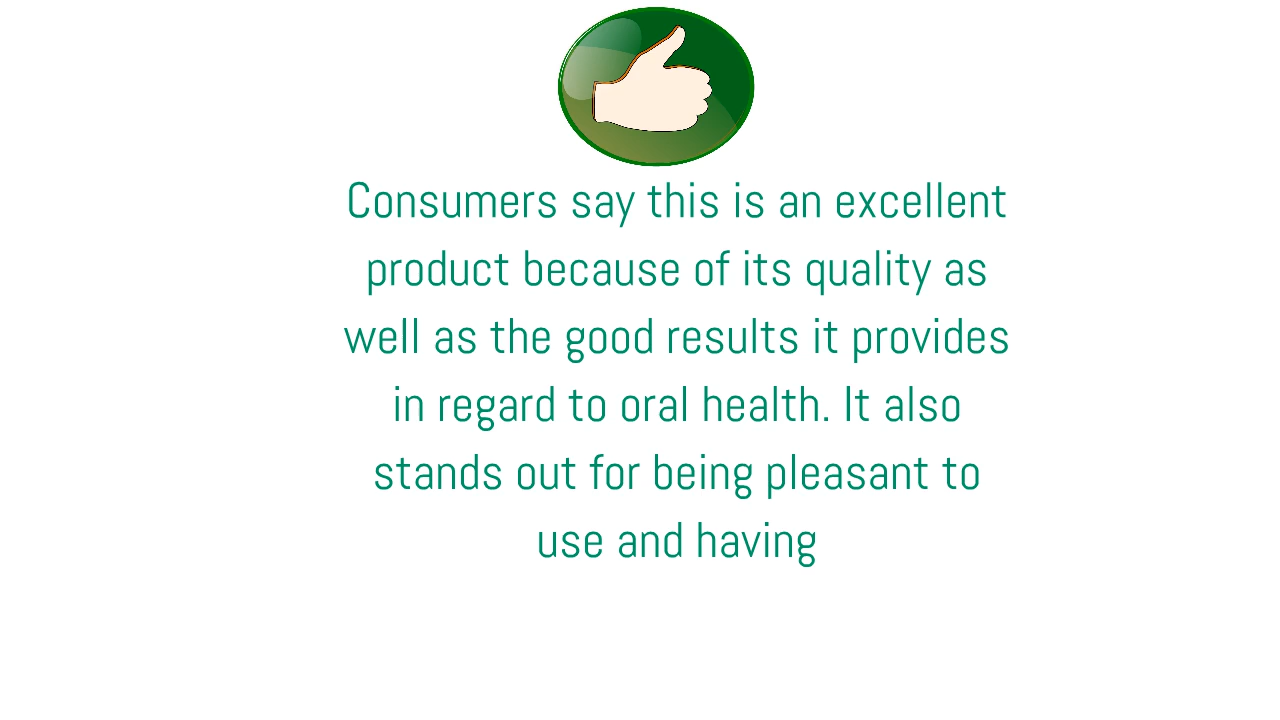 Consumers say this is an excellent
product because of its quality as
well as the good results it provides
in regard to oral health. It also
stands out for being pleasant to
use and having